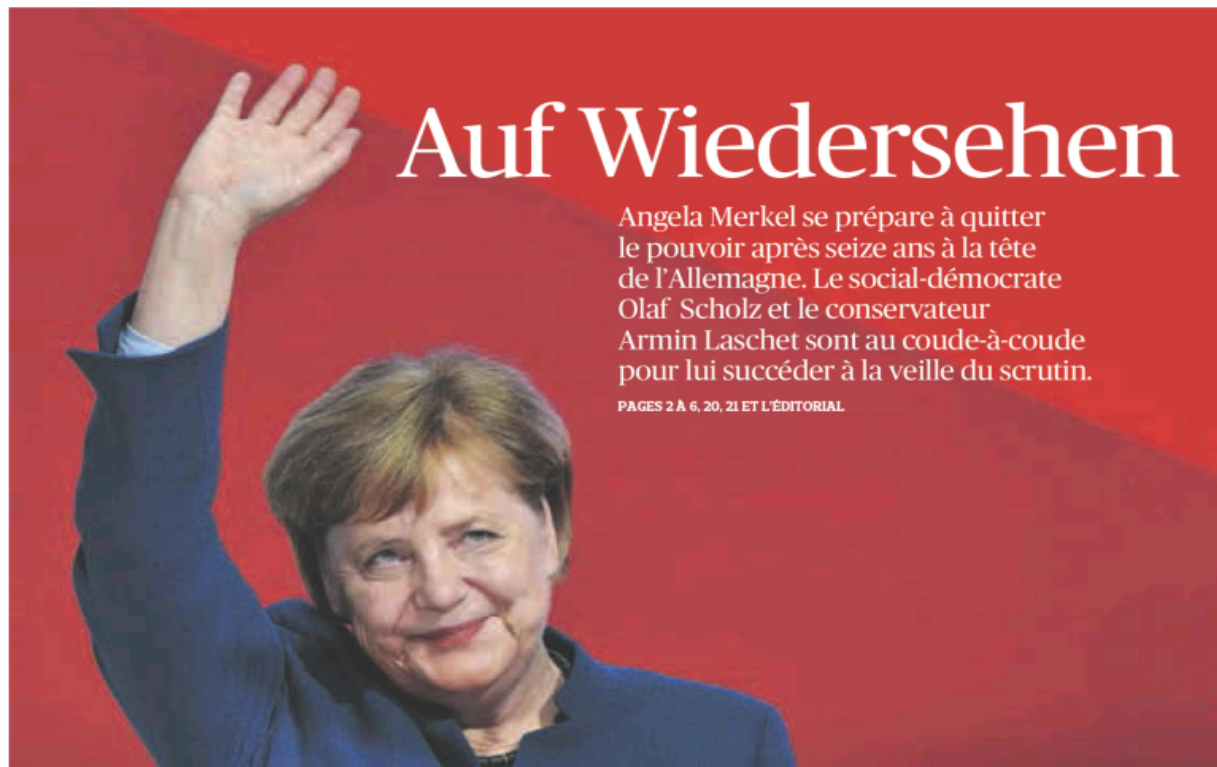 Auf Wiedersehen
Angela Merkel se prépare à quitter
le pouvoir après seize ans à la tête
de l'Allemagne. Le social-démocrate
Olaf Scholz et le conservateur
Armin Laschet sont au coude-à-coude
pour lui succéder à la veille du scrutin.
PAGES 2 À 6, 20, 21 ET L'ÉDITORIAL